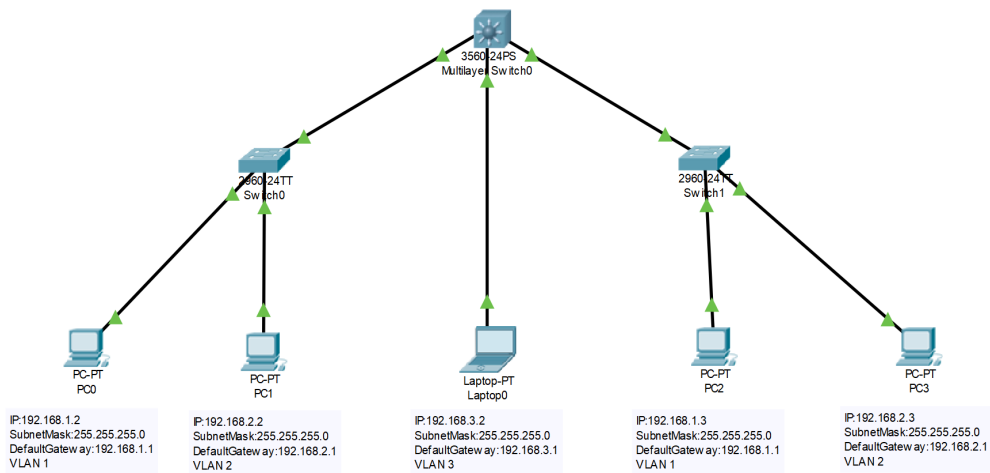 3560-24PS
Multilayer Switch0
2960-24TT
Switch0
2960-24TT
Switch1
PC-PT
PC0
PC-PT
PC1
Laptop-PT
Laptop0
PC-PT
PC2
PC-PT
PC3
IP:192.168.1.2
SubnetMask:255.255.255.0
DefaultGateway:192.168.1.1
VLAN 1
IP:192.168.2.2
SubnetMask:255.255.255.0
DefaultGateway:192.168.2.1
VLAN 2
IP:192.168.3.2
SubnetMask:255.255.255.0
DefaultGateway:192.168.3.1
VLAN 3
IP:192.168.1.3
SubnetMask:255.255.255.0
DefaultGateway:192.168.1.1
VLAN 1
IP:192.168.2.3
SubnetMask:255.255.255.0
DefaultGateway:192.168.2.1
VLAN 2